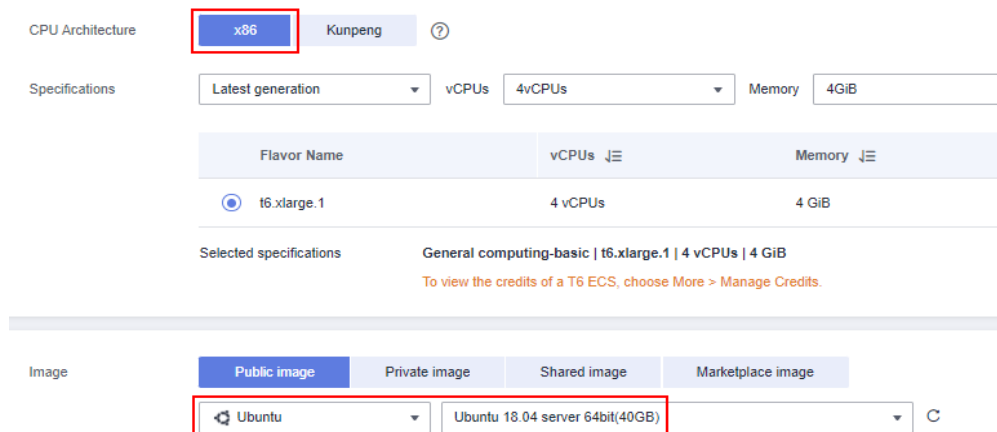 CPU Architecture x86 Kunpeng ?
Specifications Latest generation vCPUs 4vCPUs Memory 4GiB
Flavor Name vCPUs Memory
t6.xlarge.1 4 vCPUs 4 GiB
Selected specifications General computing-basic | t6.xlarge.1 | 4 vCPUs | 4 GiB
To view the credits of a T6 ECS, choose More > Manage Credits.
Image Public image Private image Shared image Marketplace image
Ubuntu Ubuntu 18.04 server 64bit(40GB)